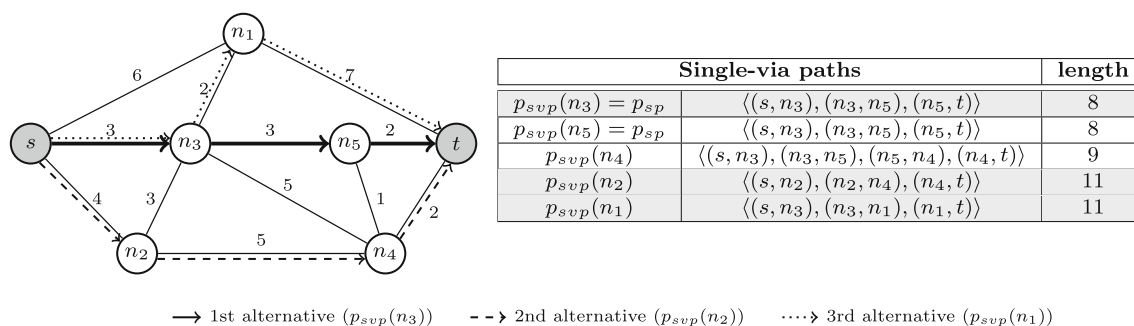 n1
6
7
2
3
3
2
s
n3
n5
t
5
4
3
1
2
5
n2
n4
Single-via paths length
p_svp(n3) = p_sp ⟨(s, n3), (n3, n5), (n5, t)⟩ 8
p_svp(n5) = p_sp ⟨(s, n3), (n3, n5), (n5, t)⟩ 8
p_svp(n4) ⟨(s, n3), (n3, n5), (n5, n4), (n4, t)⟩ 9
p_svp(n2) ⟨(s, n2), (n2, n4), (n4, t)⟩ 11
p_svp(n1) ⟨(s, n3), (n3, n1), (n1, t)⟩ 11
1st alternative (p_svp(n3)) 2nd alternative (p_svp(n2)) 3rd alternative (p_svp(n1))